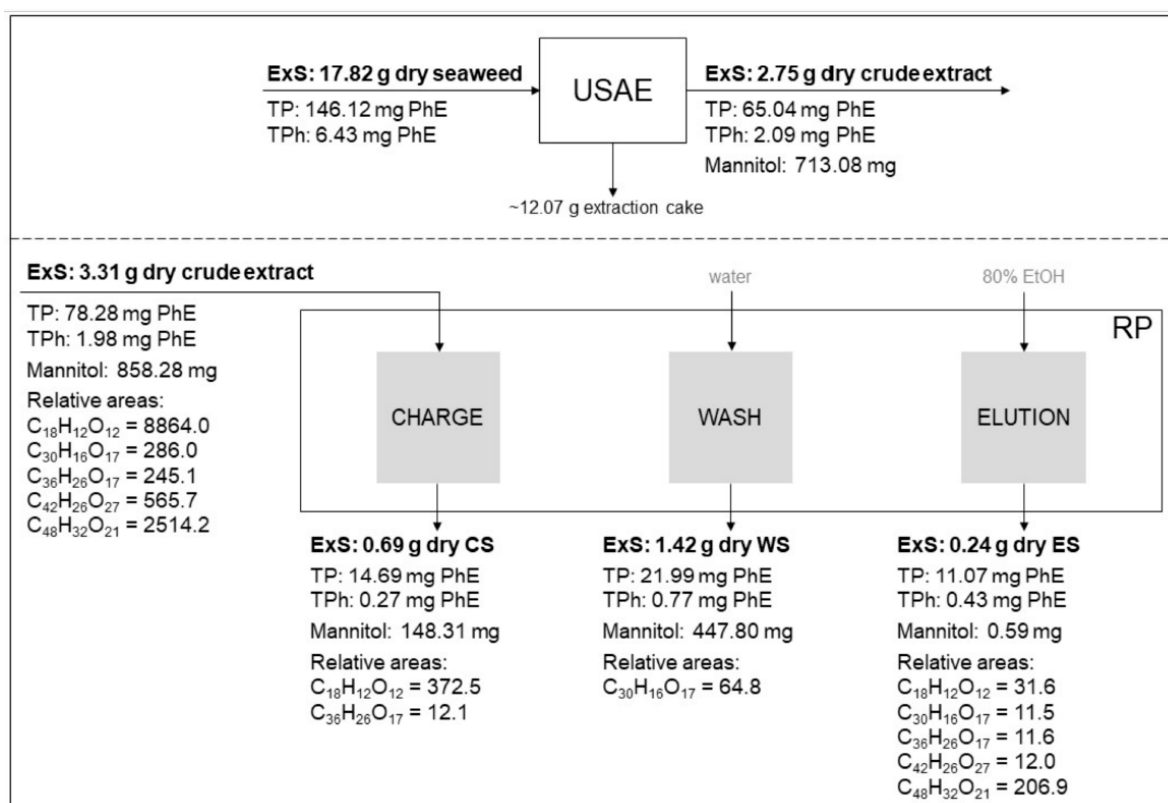 ExS: 17.82 g dry seaweed
TP: 146.12 mg PhE
TPh: 6.43 mg PhE
USAE
ExS: 2.75 g dry crude extract
TP: 65.04 mg PhE
TPh: 2.09 mg PhE
Mannitol: 713.08 mg
~12.07 g extraction cake
ExS: 3.31 g dry crude extract
TP: 78.28 mg PhE
TPh: 1.98 mg PhE
Mannitol: 858.28 mg
Relative areas:
C₁₈H₁₂O₁₂ = 8864.0
C₃₀H₁₆O₁₇ = 286.0
C₃₆H₂₆O₁₇ = 245.1
C₄₂H₂₆O₂₇ = 565.7
C₄₈H₃₂O₂₁ = 2514.2
water
80% EtOH
RP
CHARGE
WASH
ELUTION
ExS: 0.69 g dry CS
TP: 14.69 mg PhE
TPh: 0.27 mg PhE
Mannitol: 148.31 mg
Relative areas:
C₁₈H₁₂O₁₂ = 372.5
C₃₆H₂₆O₁₇ = 12.1
ExS: 1.42 g dry WS
TP: 21.99 mg PhE
TPh: 0.77 mg PhE
Mannitol: 447.80 mg
Relative areas:
C₃₀H₁₆O₁₇ = 64.8
ExS: 0.24 g dry ES
TP: 11.07 mg PhE
TPh: 0.43 mg PhE
Mannitol: 0.59 mg
Relative areas:
C₁₈H₁₂O₁₂ = 31.6
C₃₀H₁₆O₁₇ = 11.5
C₃₆H₂₆O₁₇ = 11.6
C₄₂H₂₆O₂₇ = 12.0
C₄₈H₃₂O₂₁ = 206.9